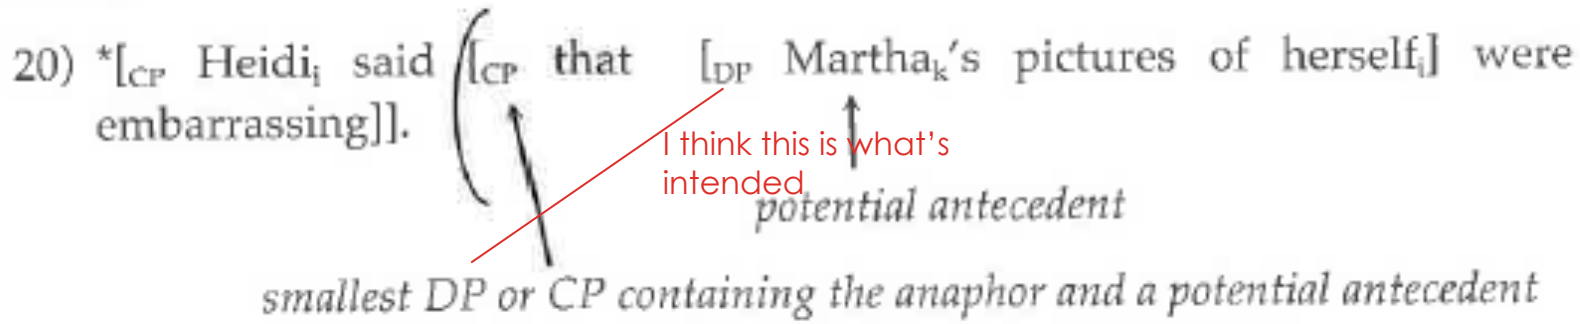 20) *[CP Heidiᵢ said [CP that [DP Marthaₖ's pictures of herselfᵢ] were
embarrassing]].
I think this is what's
intended
potential antecedent
smallest DP or CP containing the anaphor and a potential antecedent